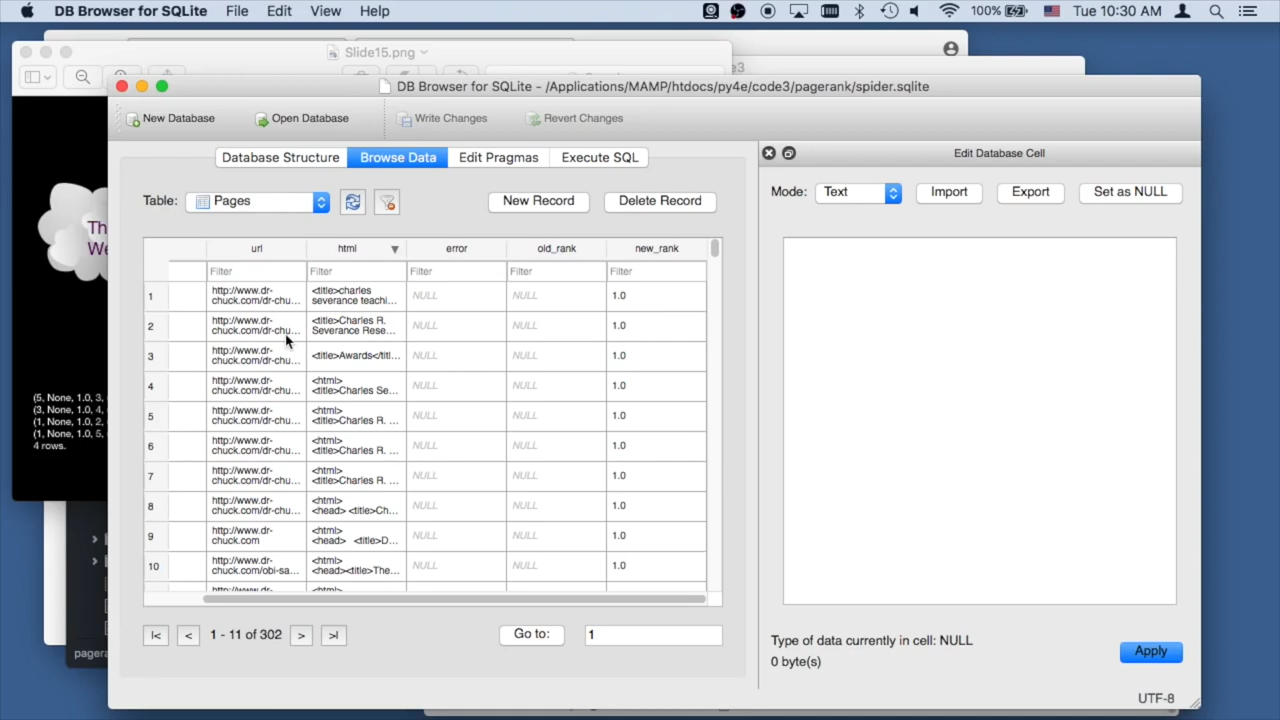 DB Browser for SQLite File Edit View Help 100% Tue 10:30 AM
Slide15.png
DB Browser for SQLite - /Applications/MAMP/htdocs/py4e/code3/pagerank/spider.sqlite
New Database Open Database Write Changes Revert Changes
Database Structure Browse Data Edit Pragmas Execute SQL
Edit Database Cell
Table: Pages New Record Delete Record
Mode: Text Import Export Set as NULL
url html error old_rank new_rank
Filter Filter Filter Filter Filter
1 http://www.dr-chuck.com/dr-chu... <title>charles severance teachi... NULL NULL 1.0
2 http://www.dr-chuck.com/dr-chu... <title>Charles R. Severance Rese... NULL NULL 1.0
3 http://www.dr-chuck.com/dr-chu... <title>Awards</titl... NULL NULL 1.0
4 http://www.dr-chuck.com/dr-chu... <html> <title>Charles Se... NULL NULL 1.0
5 http://www.dr-chuck.com/dr-chu... <html> <title>Charles R. ... NULL NULL 1.0
6 http://www.dr-chuck.com/dr-chu... <html> <title>Charles R. ... NULL NULL 1.0
7 http://www.dr-chuck.com/dr-chu... <html> <title>Charles R. ... NULL NULL 1.0
8 http://www.dr-chuck.com/dr-chu... <html> <head> <title>Ch... NULL NULL 1.0
9 http://www.dr-chuck.com <html> <head> <title>D... NULL NULL 1.0
10 http://www.dr-chuck.com/obi-sa... <html> <head><title>The... NULL NULL 1.0
http://www.dr- <html>
|< < 1 - 11 of 302 > >| Go to: 1
Type of data currently in cell: NULL
0 byte(s)
Apply
UTF-8
Th
We
(5, None, 1.0, 3,
(3, None, 1.0, 4,
(1, None, 1.0, 2,
(1, None, 1.0, 5,
4 rows.
pagera